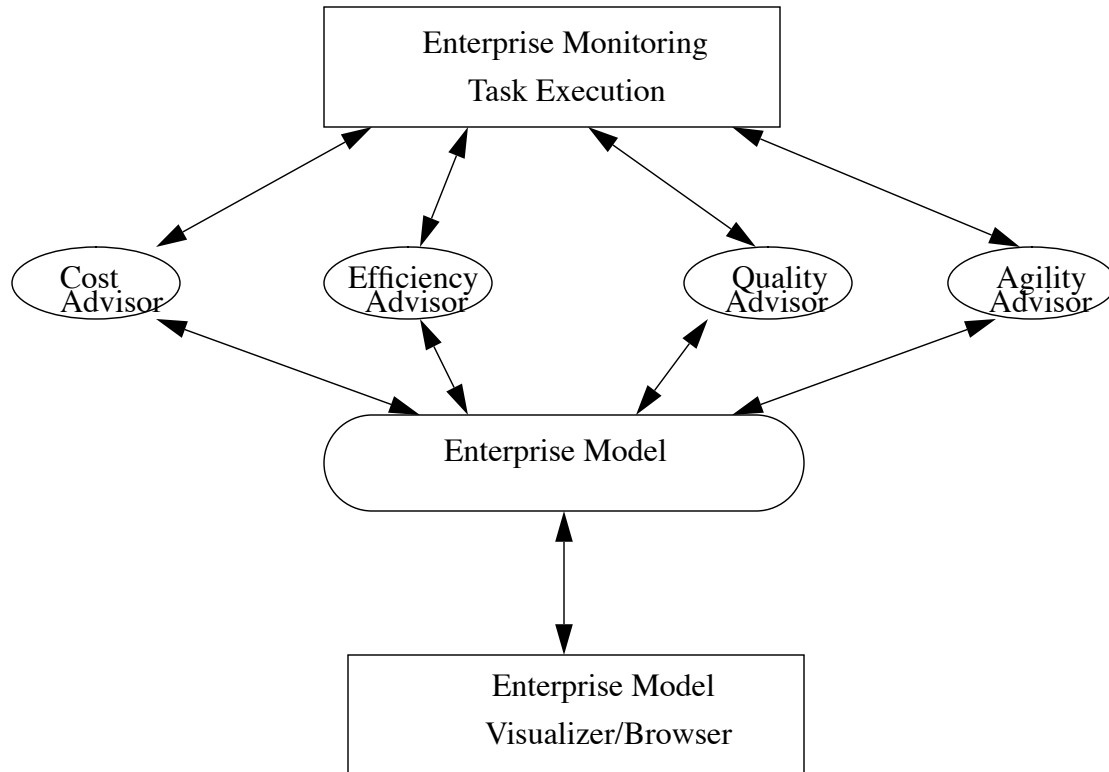 Enterprise Monitoring
Task Execution
Cost
Advisor
Efficiency
Advisor
Quality
Advisor
Agility
Advisor
Enterprise Model
Enterprise Model
Visualizer/Browser